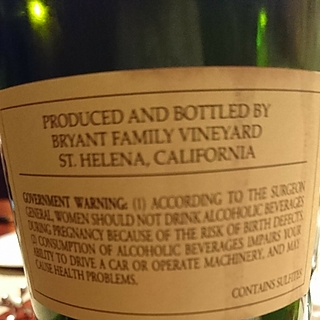 PRODUCED AND BOTTLED BY
BRYANT FAMILY VINEYARD
ST. HELENA, CALIFORNIA
GOVERNMENT WARNING: (1) ACCORDING TO THE SURGEON
GENERAL, WOMEN SHOULD NOT DRINK ALCOHOLIC BEVERAGES
DURING PREGNANCY BECAUSE OF THE RISK OF BIRTH DEFECTS.
(2) CONSUMPTION OF ALCOHOLIC BEVERAGES IMPAIRS YOUR
ABILITY TO DRIVE A CAR OR OPERATE MACHINERY, AND MAY
CAUSE HEALTH PROBLEMS.
CONTAINS SULFITES